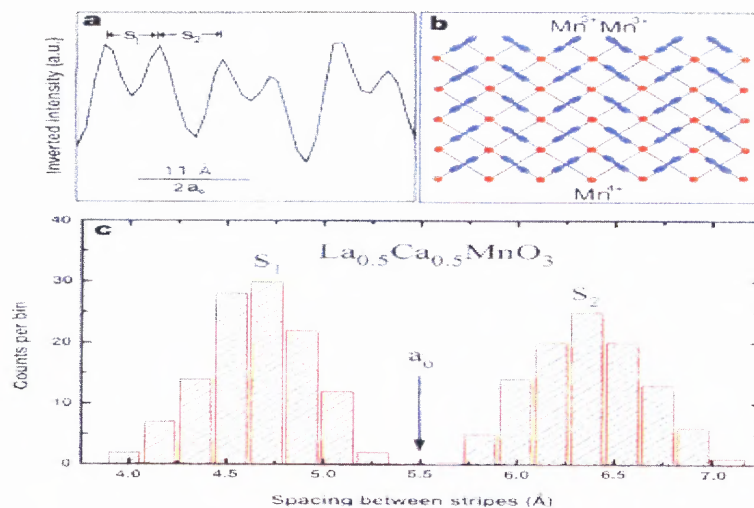 a
S₁ S₂
Inverted intensity (a.u.)
11 Å
2a₀
b
Mn³⁺ Mn³⁺
Mn⁴⁺
c
La₀.₅Ca₀.₅MnO₃
S₁
S₂
a₀
Counts per bin
40
30
20
10
0
4.0 4.5 5.0 5.5 6.0 6.5 7.0
Spacing between stripes (Å)